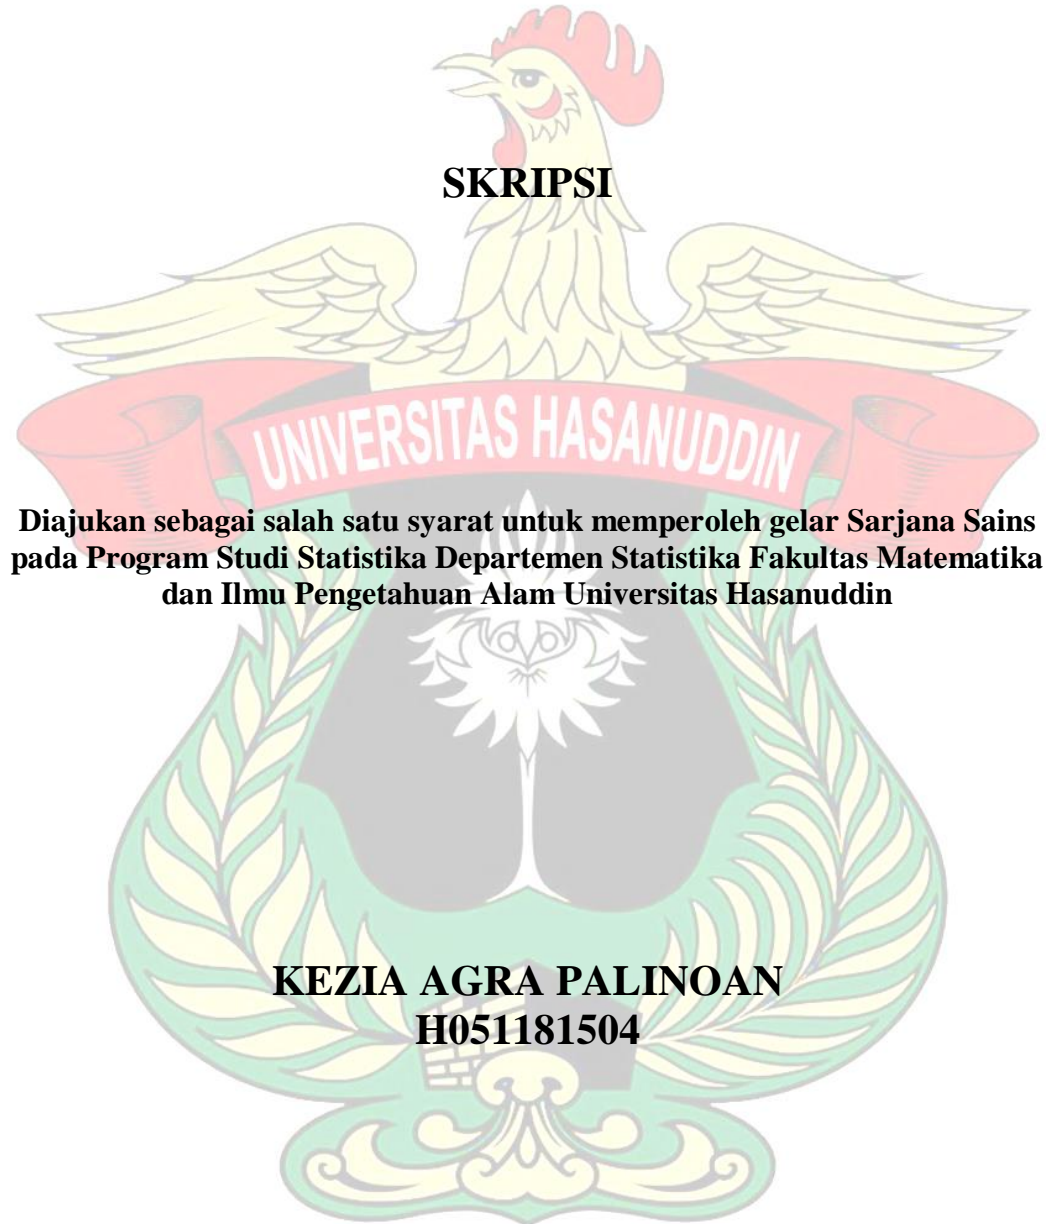 SKRIPSI
UNIVERSITAS HASANUDDIN
Diajukan sebagai salah satu syarat untuk memperoleh gelar Sarjana Sains
pada Program Studi Statistika Departemen Statistika Fakultas Matematika
dan Ilmu Pengetahuan Alam Universitas Hasanuddin
KEZIA AGRA PALINOAN
H051181504